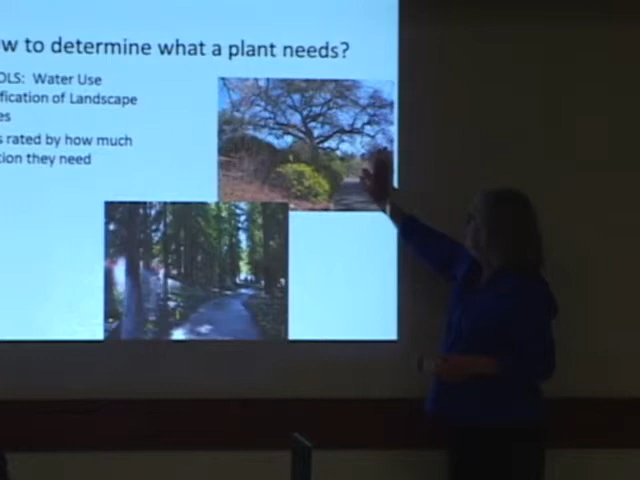 w to determine what a plant needs?
OLS: Water Use
fication of Landscape
es
s rated by how much
tion they need